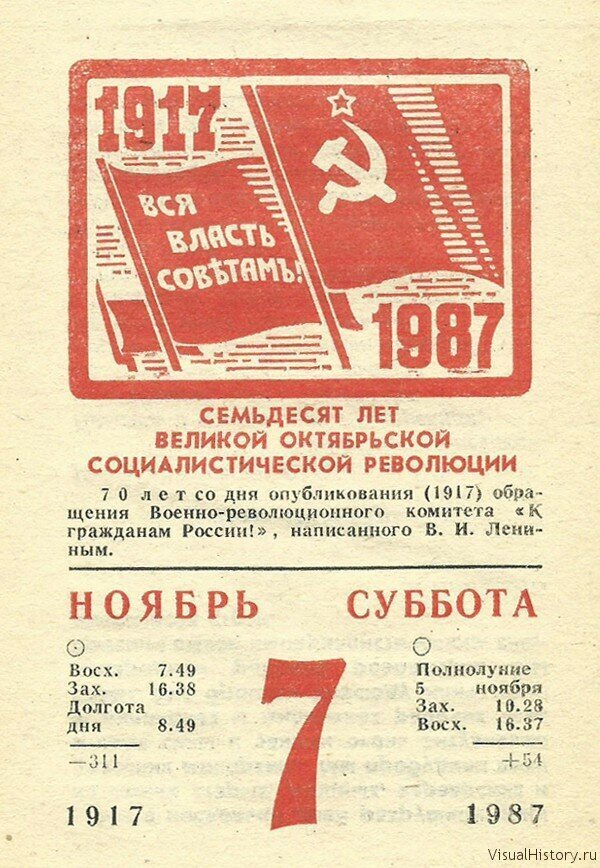 1917
ВСЯ
ВЛАСТЬ
СОВѢТАМЪ!
1987
СЕМЬДЕСЯТ ЛЕТ
ВЕЛИКОЙ ОКТЯБРЬСКОЙ
СОЦИАЛИСТИЧЕСКОЙ РЕВОЛЮЦИИ
70 лет со дня опубликования (1917) обра-
щения Военно-революционного комитета «К
гражданам России!», написанного В. И. Лени-
ным.
НОЯБРЬ СУББОТА
Восх. 7.49
Зах. 16.38
Долгота
дня 8.49
—311
7
Полнолуние
5 ноября
Зах. 10.28
Восх. 16.37
+54
1917 1987
VisualHistory.ru